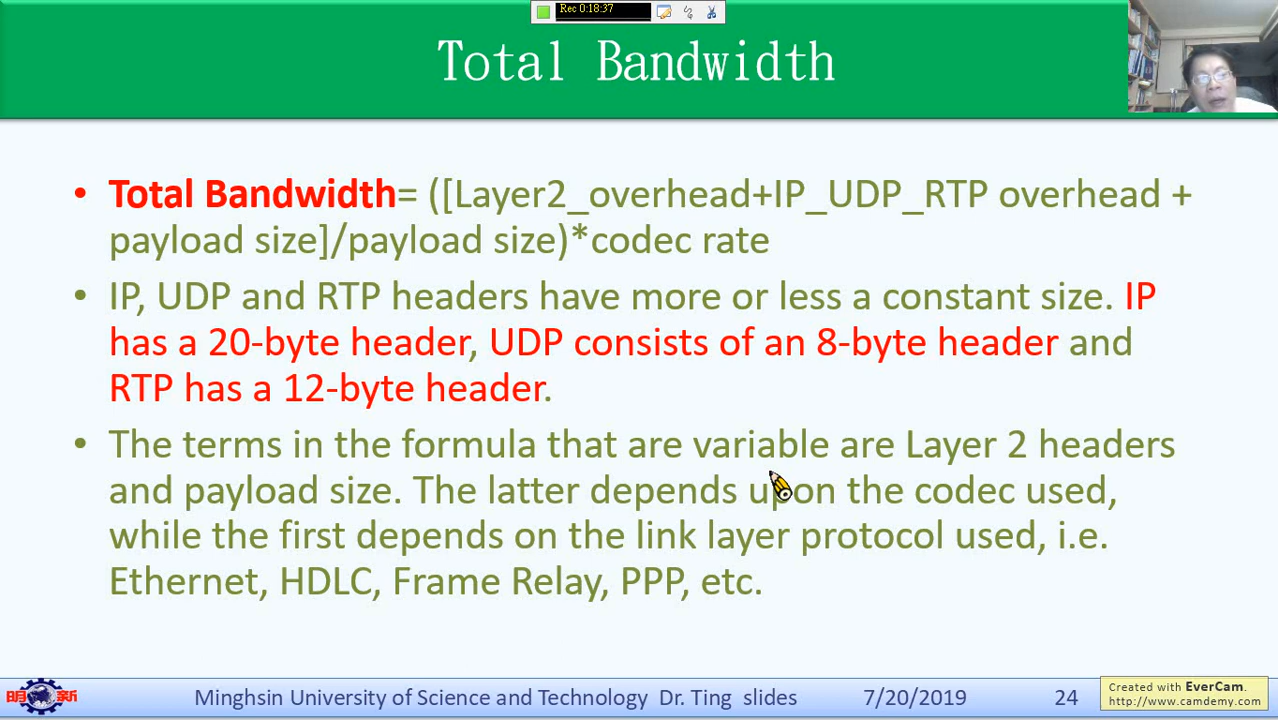 Rec 0:18:37
Total Bandwidth
• Total Bandwidth= ([Layer2_overhead+IP_UDP_RTP overhead +
payload size]/payload size)*codec rate
• IP, UDP and RTP headers have more or less a constant size. IP
has a 20-byte header, UDP consists of an 8-byte header and
RTP has a 12-byte header.
• The terms in the formula that are variable are Layer 2 headers
and payload size. The latter depends upon the codec used,
while the first depends on the link layer protocol used, i.e.
Ethernet, HDLC, Frame Relay, PPP, etc.
明 新
Minghsin University of Science and Technology Dr. Ting slides
7/20/2019
24
Created with EverCam.
http://www.camdemy.com